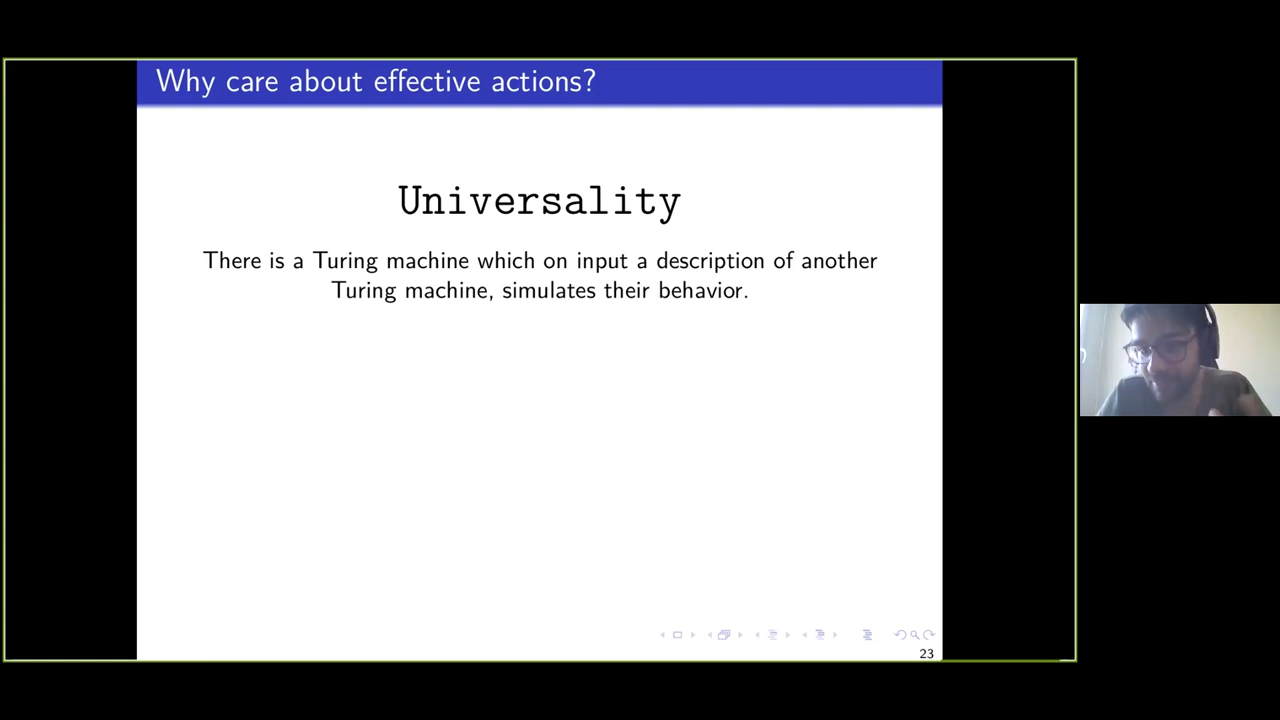 Why care about effective actions?
Universality
There is a Turing machine which on input a description of another
Turing machine, simulates their behavior.
23